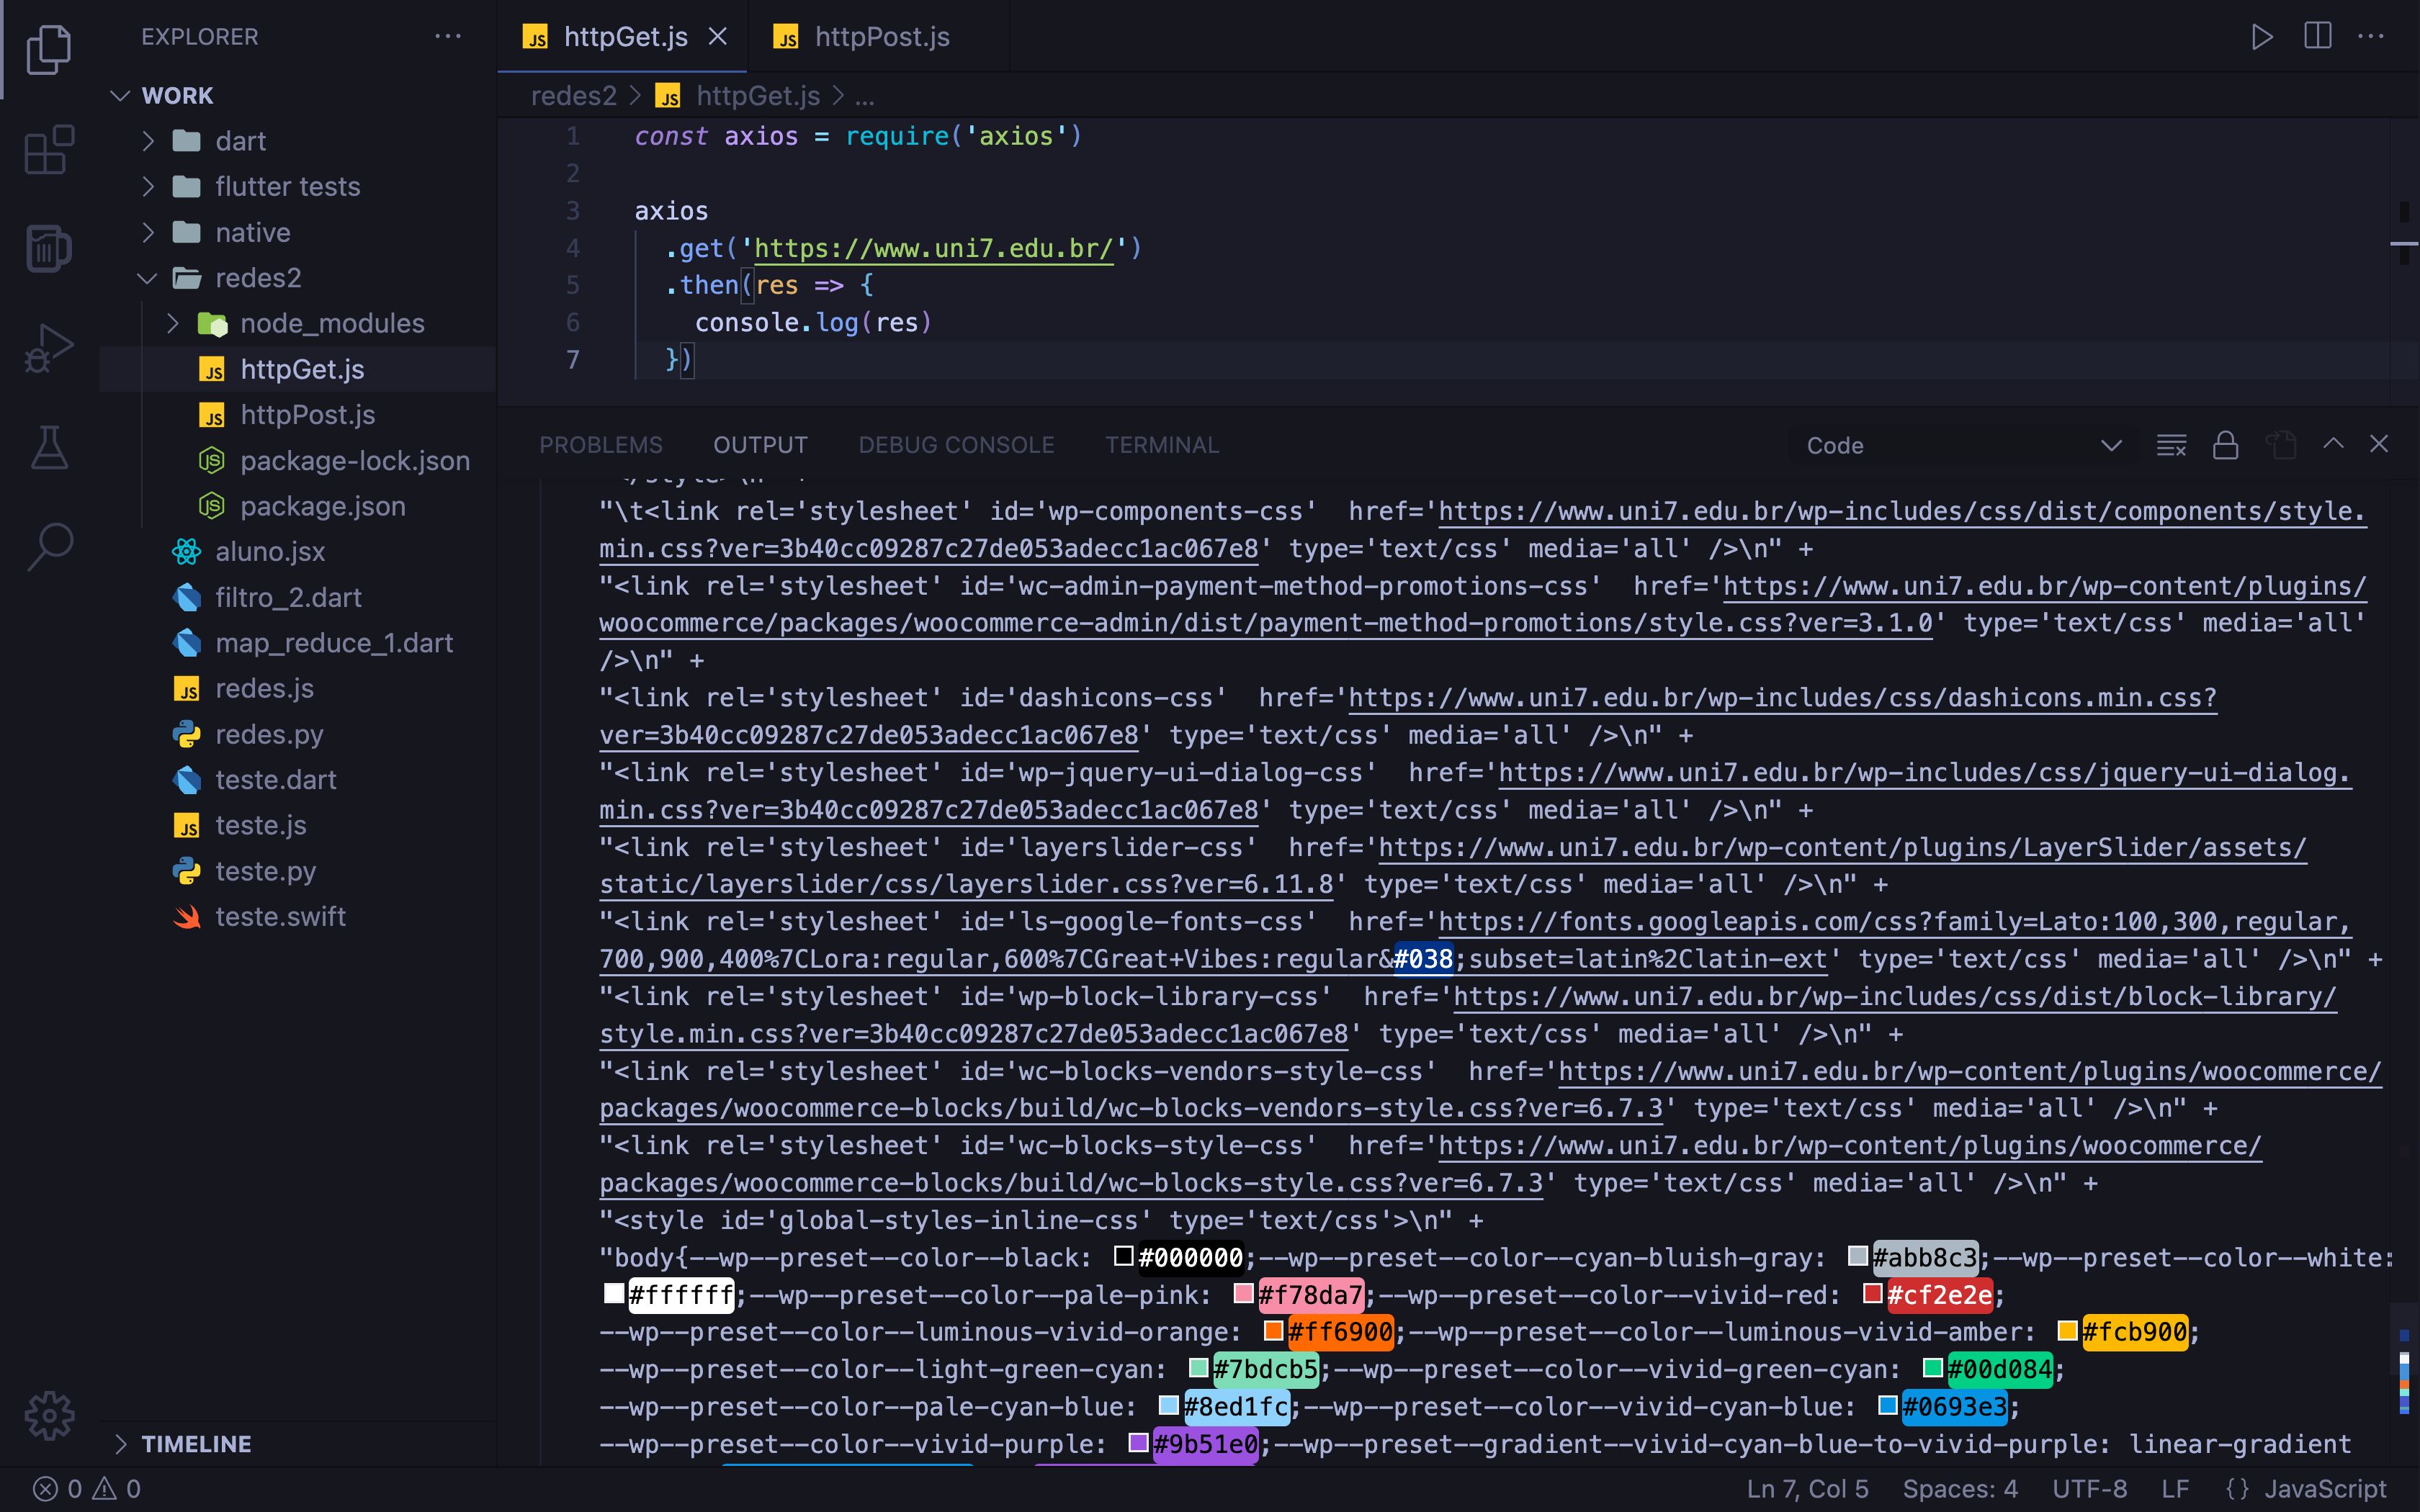 EXPLORER
WORK
dart
flutter tests
native
redes2
node_modules
httpGet.js
httpPost.js
package-lock.json
package.json
aluno.jsx
filtro_2.dart
map_reduce_1.dart
redes.js
redes.py
teste.dart
teste.js
teste.py
teste.swift
TIMELINE
httpGet.js
httpPost.js
redes2 > httpGet.js > ...
1 const axios = require('axios')
2
3 axios
4 .get('https://www.uni7.edu.br/')
5 .then(res => {
6 console.log(res)
7 })
PROBLEMS OUTPUT DEBUG CONSOLE TERMINAL Code
"\t<link rel='stylesheet' id='wp-components-css'  href='https://www.uni7.edu.br/wp-includes/css/dist/components/style.
min.css?ver=3b40cc09287c27de053adecc1ac067e8' type='text/css' media='all' />\n" +
"<link rel='stylesheet' id='wc-admin-payment-method-promotions-css'  href='https://www.uni7.edu.br/wp-content/plugins/
woocommerce/packages/woocommerce-admin/dist/payment-method-promotions/style.css?ver=3.1.0' type='text/css' media='all'
/>\n" +
"<link rel='stylesheet' id='dashicons-css'  href='https://www.uni7.edu.br/wp-includes/css/dashicons.min.css?
ver=3b40cc09287c27de053adecc1ac067e8' type='text/css' media='all' />\n" +
"<link rel='stylesheet' id='wp-jquery-ui-dialog-css'  href='https://www.uni7.edu.br/wp-includes/css/jquery-ui-dialog.
min.css?ver=3b40cc09287c27de053adecc1ac067e8' type='text/css' media='all' />\n" +
"<link rel='stylesheet' id='layerslider-css'  href='https://www.uni7.edu.br/wp-content/plugins/LayerSlider/assets/
static/layerslider/css/layerslider.css?ver=6.11.8' type='text/css' media='all' />\n" +
"<link rel='stylesheet' id='ls-google-fonts-css'  href='https://fonts.googleapis.com/css?family=Lato:100,300,regular,
700,900,400%7CLora:regular,600%7CGreat+Vibes:regular&#038;subset=latin%2Clatin-ext' type='text/css' media='all' />\n" +
"<link rel='stylesheet' id='wp-block-library-css'  href='https://www.uni7.edu.br/wp-includes/css/dist/block-library/
style.min.css?ver=3b40cc09287c27de053adecc1ac067e8' type='text/css' media='all' />\n" +
"<link rel='stylesheet' id='wc-blocks-vendors-style-css'  href='https://www.uni7.edu.br/wp-content/plugins/woocommerce/
packages/woocommerce-blocks/build/wc-blocks-vendors-style.css?ver=6.7.3' type='text/css' media='all' />\n" +
"<link rel='stylesheet' id='wc-blocks-style-css'  href='https://www.uni7.edu.br/wp-content/plugins/woocommerce/
packages/woocommerce-blocks/build/wc-blocks-style.css?ver=6.7.3' type='text/css' media='all' />\n" +
"<style id='global-styles-inline-css' type='text/css'>\n" +
"body{--wp--preset--color--black: #000000;--wp--preset--color--cyan-bluish-gray: #abb8c3;--wp--preset--color--white:
#ffffff;--wp--preset--color--pale-pink: #f78da7;--wp--preset--color--vivid-red: #cf2e2e;
--wp--preset--color--luminous-vivid-orange: #ff6900;--wp--preset--color--luminous-vivid-amber: #fcb900;
--wp--preset--color--light-green-cyan: #7bdcb5;--wp--preset--color--vivid-green-cyan: #00d084;
--wp--preset--color--pale-cyan-blue: #8ed1fc;--wp--preset--color--vivid-cyan-blue: #0693e3;
--wp--preset--color--vivid-purple: #9b51e0;--wp--preset--gradient--vivid-cyan-blue-to-vivid-purple: linear-gradient
0 0 Ln 7, Col 5 Spaces: 4 UTF-8 LF {} JavaScript